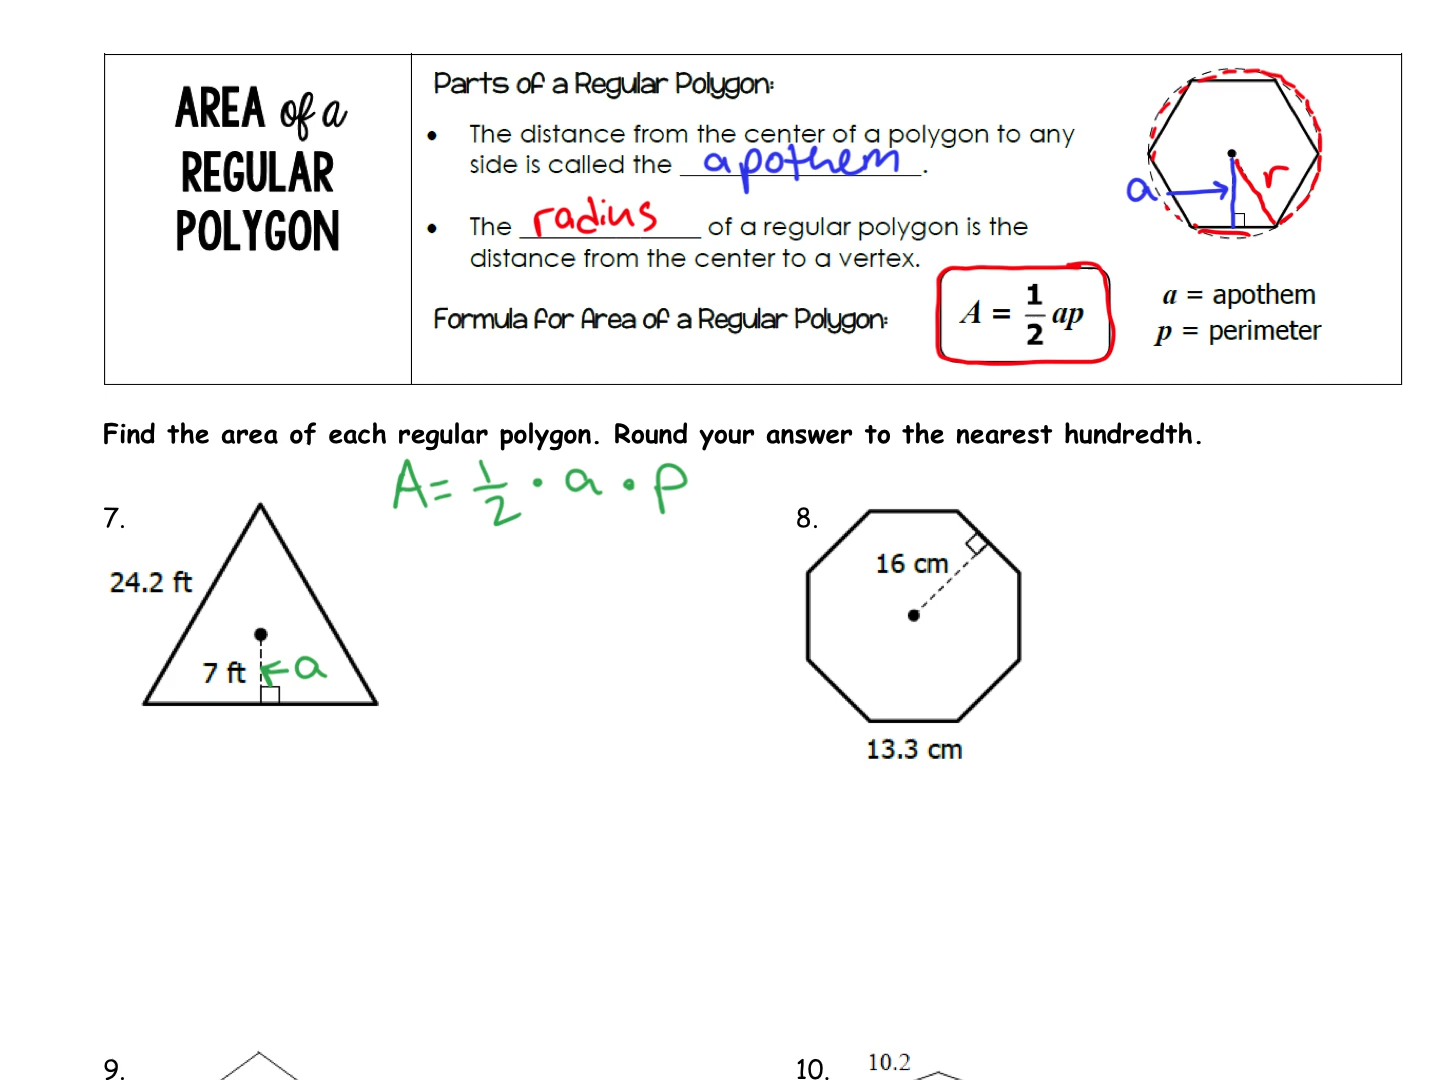 AREA of a
REGULAR
POLYGON
Parts of a Regular Polygon:
• The distance from the center of a polygon to any
side is called the apothem.
• The radius of a regular polygon is the
distance from the center to a vertex.
Formula for Area of a Regular Polygon:
A = 1/2 ap
a
r
a = apothem
p = perimeter
Find the area of each regular polygon. Round your answer to the nearest hundredth.
A = 1/2 · a · p
7.
24.2 ft
7 ft
a
8.
16 cm
13.3 cm
9.
10.
10.2